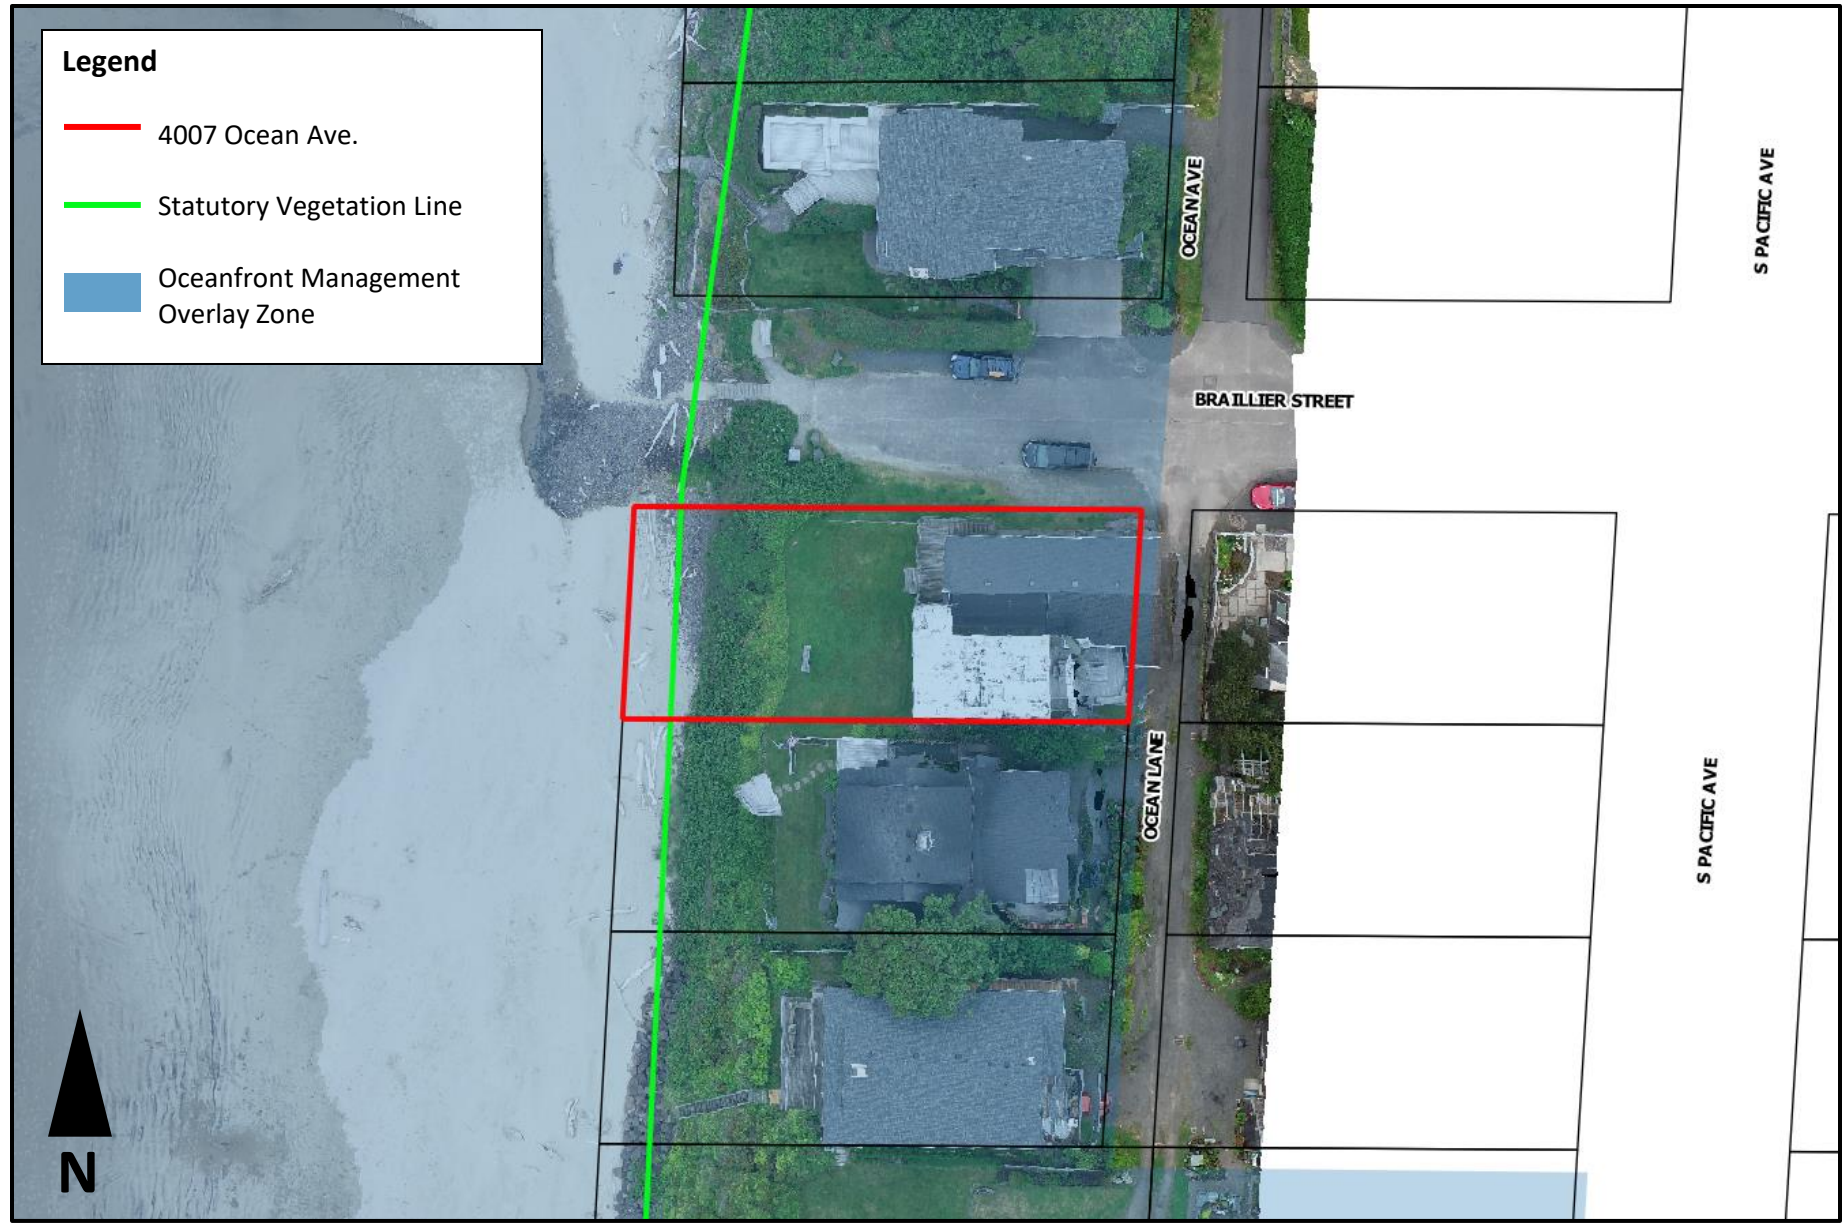 Legend
4007 Ocean Ave.
Statutory Vegetation Line
Oceanfront Management
Overlay Zone
OCEAN AVE
S PACIFIC AVE
BRAILLIER STREET
OCEAN LANE
S PACIFIC AVE
N